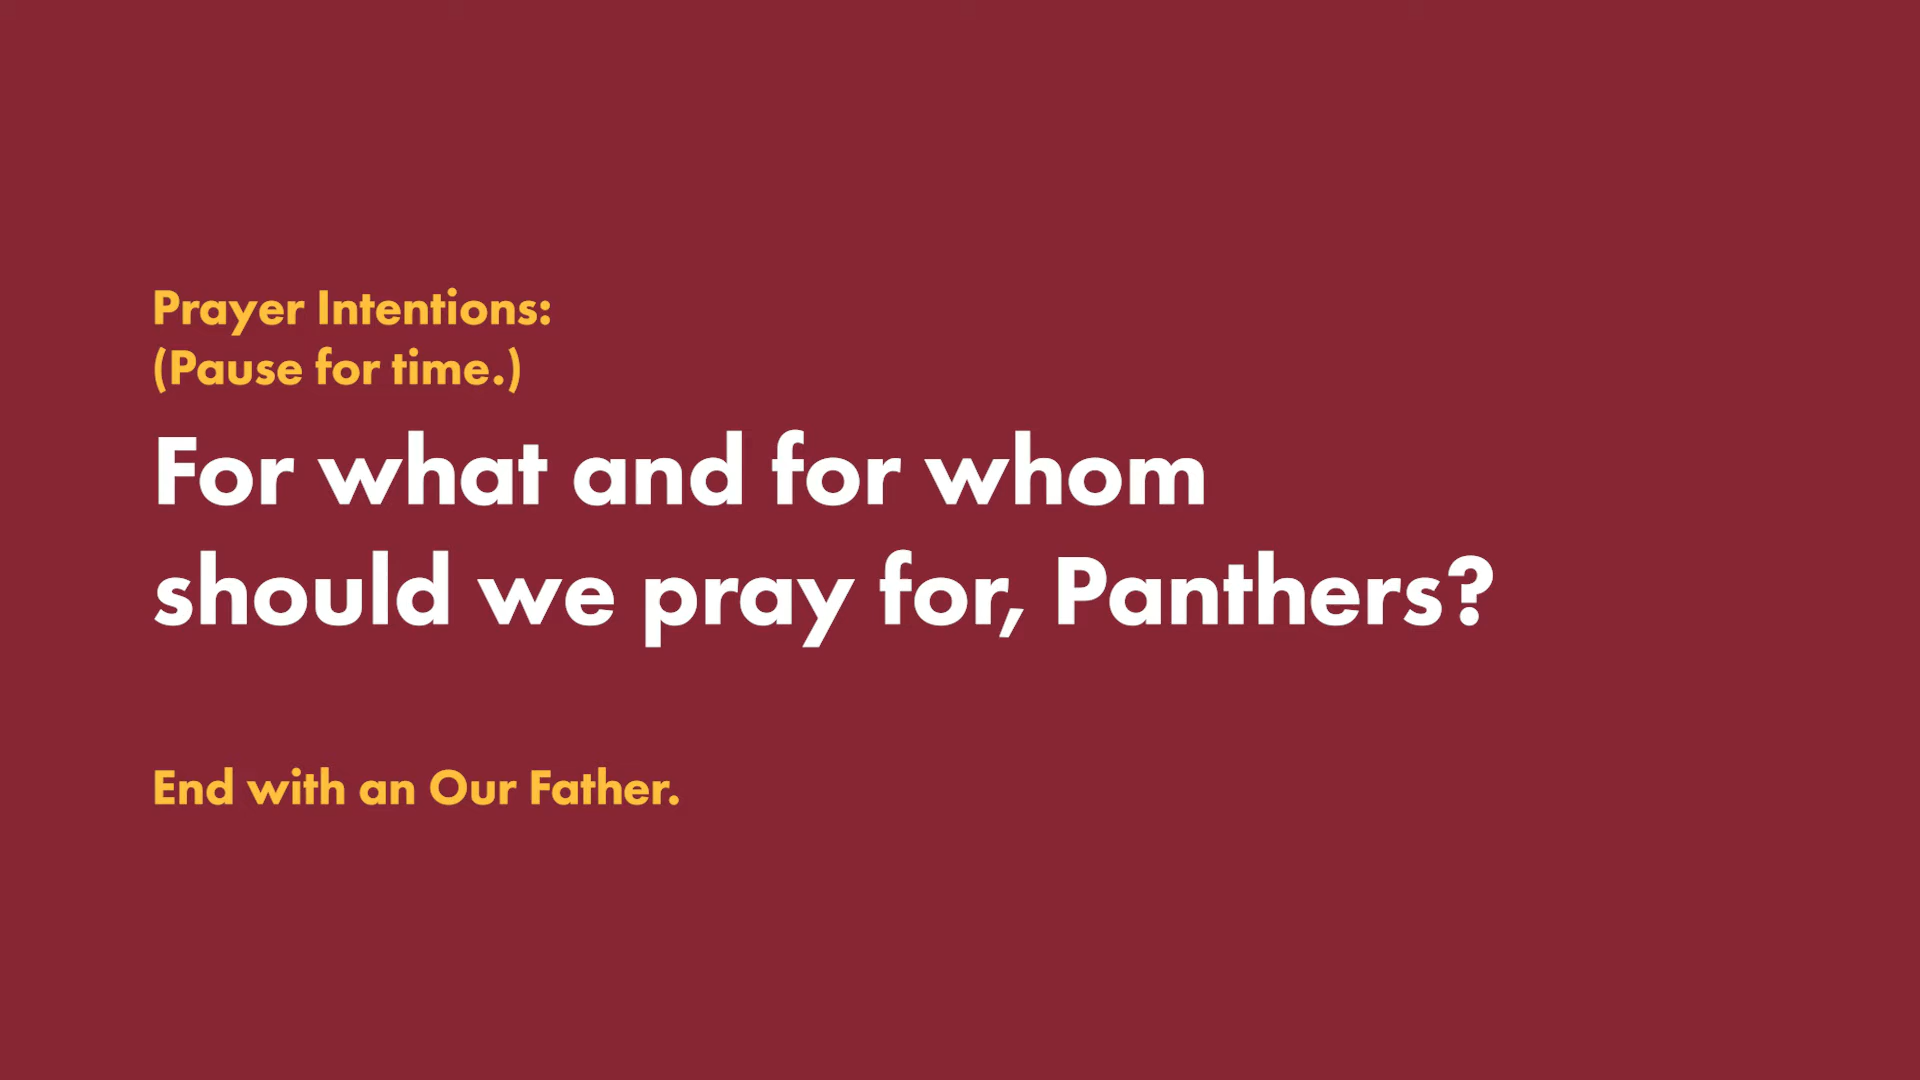 Prayer Intentions:
(Pause for time.)
For what and for whom
should we pray for, Panthers?
End with an Our Father.